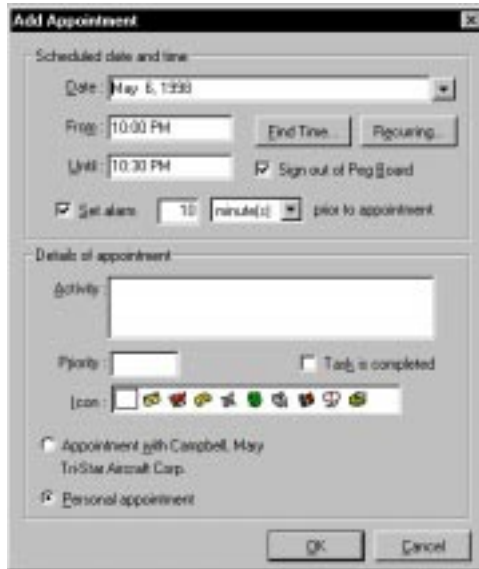 Add Appointment
Scheduled date and time
Date: May 6, 1998
From: 10:00 PM
Find Time...
Recurring...
Until: 10:30 PM
Sign out of Peg Board
Set alarm 10 minute(s) prior to appointment
Details of appointment
Activity:
Priority:
Task is completed
Icon:
Appointment with Campbell, Mary
Tri-Star Aircraft Corp.
Personal appointment
OK
Cancel